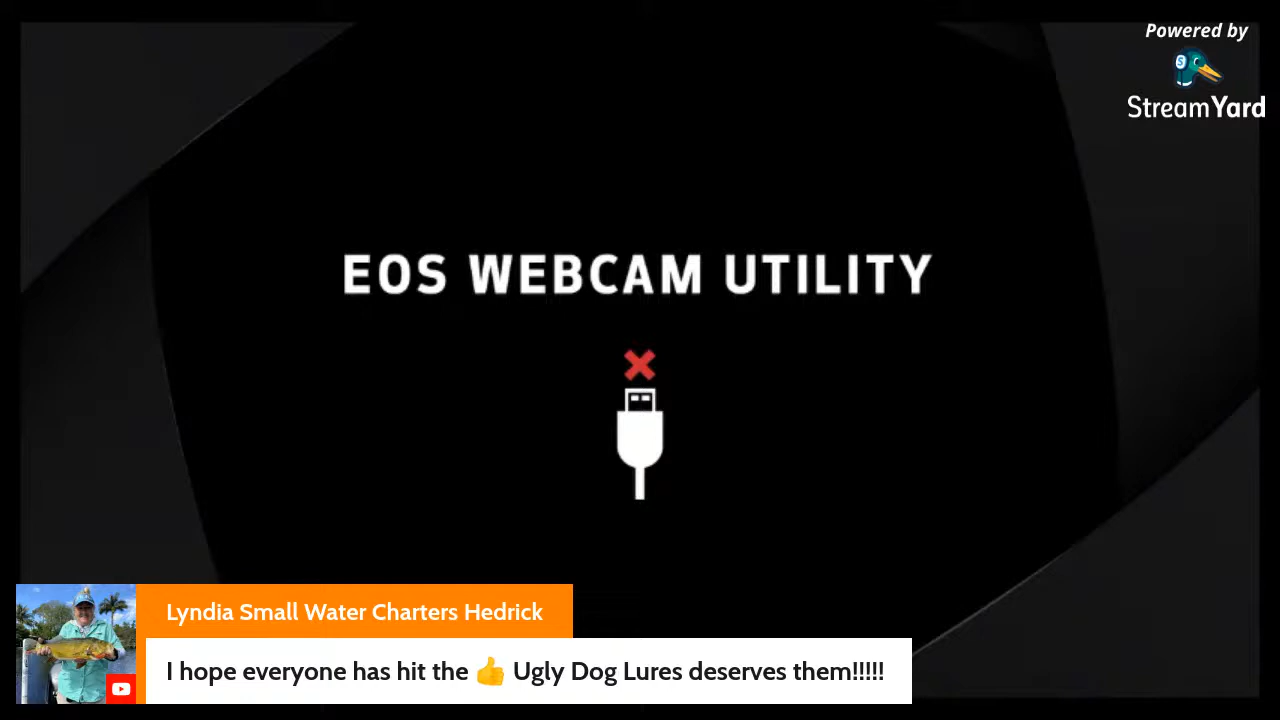 Powered by
StreamYard
EOS WEBCAM UTILITY
Lyndia Small Water Charters Hedrick
I hope everyone has hit the 👍 Ugly Dog Lures deserves them!!!!!